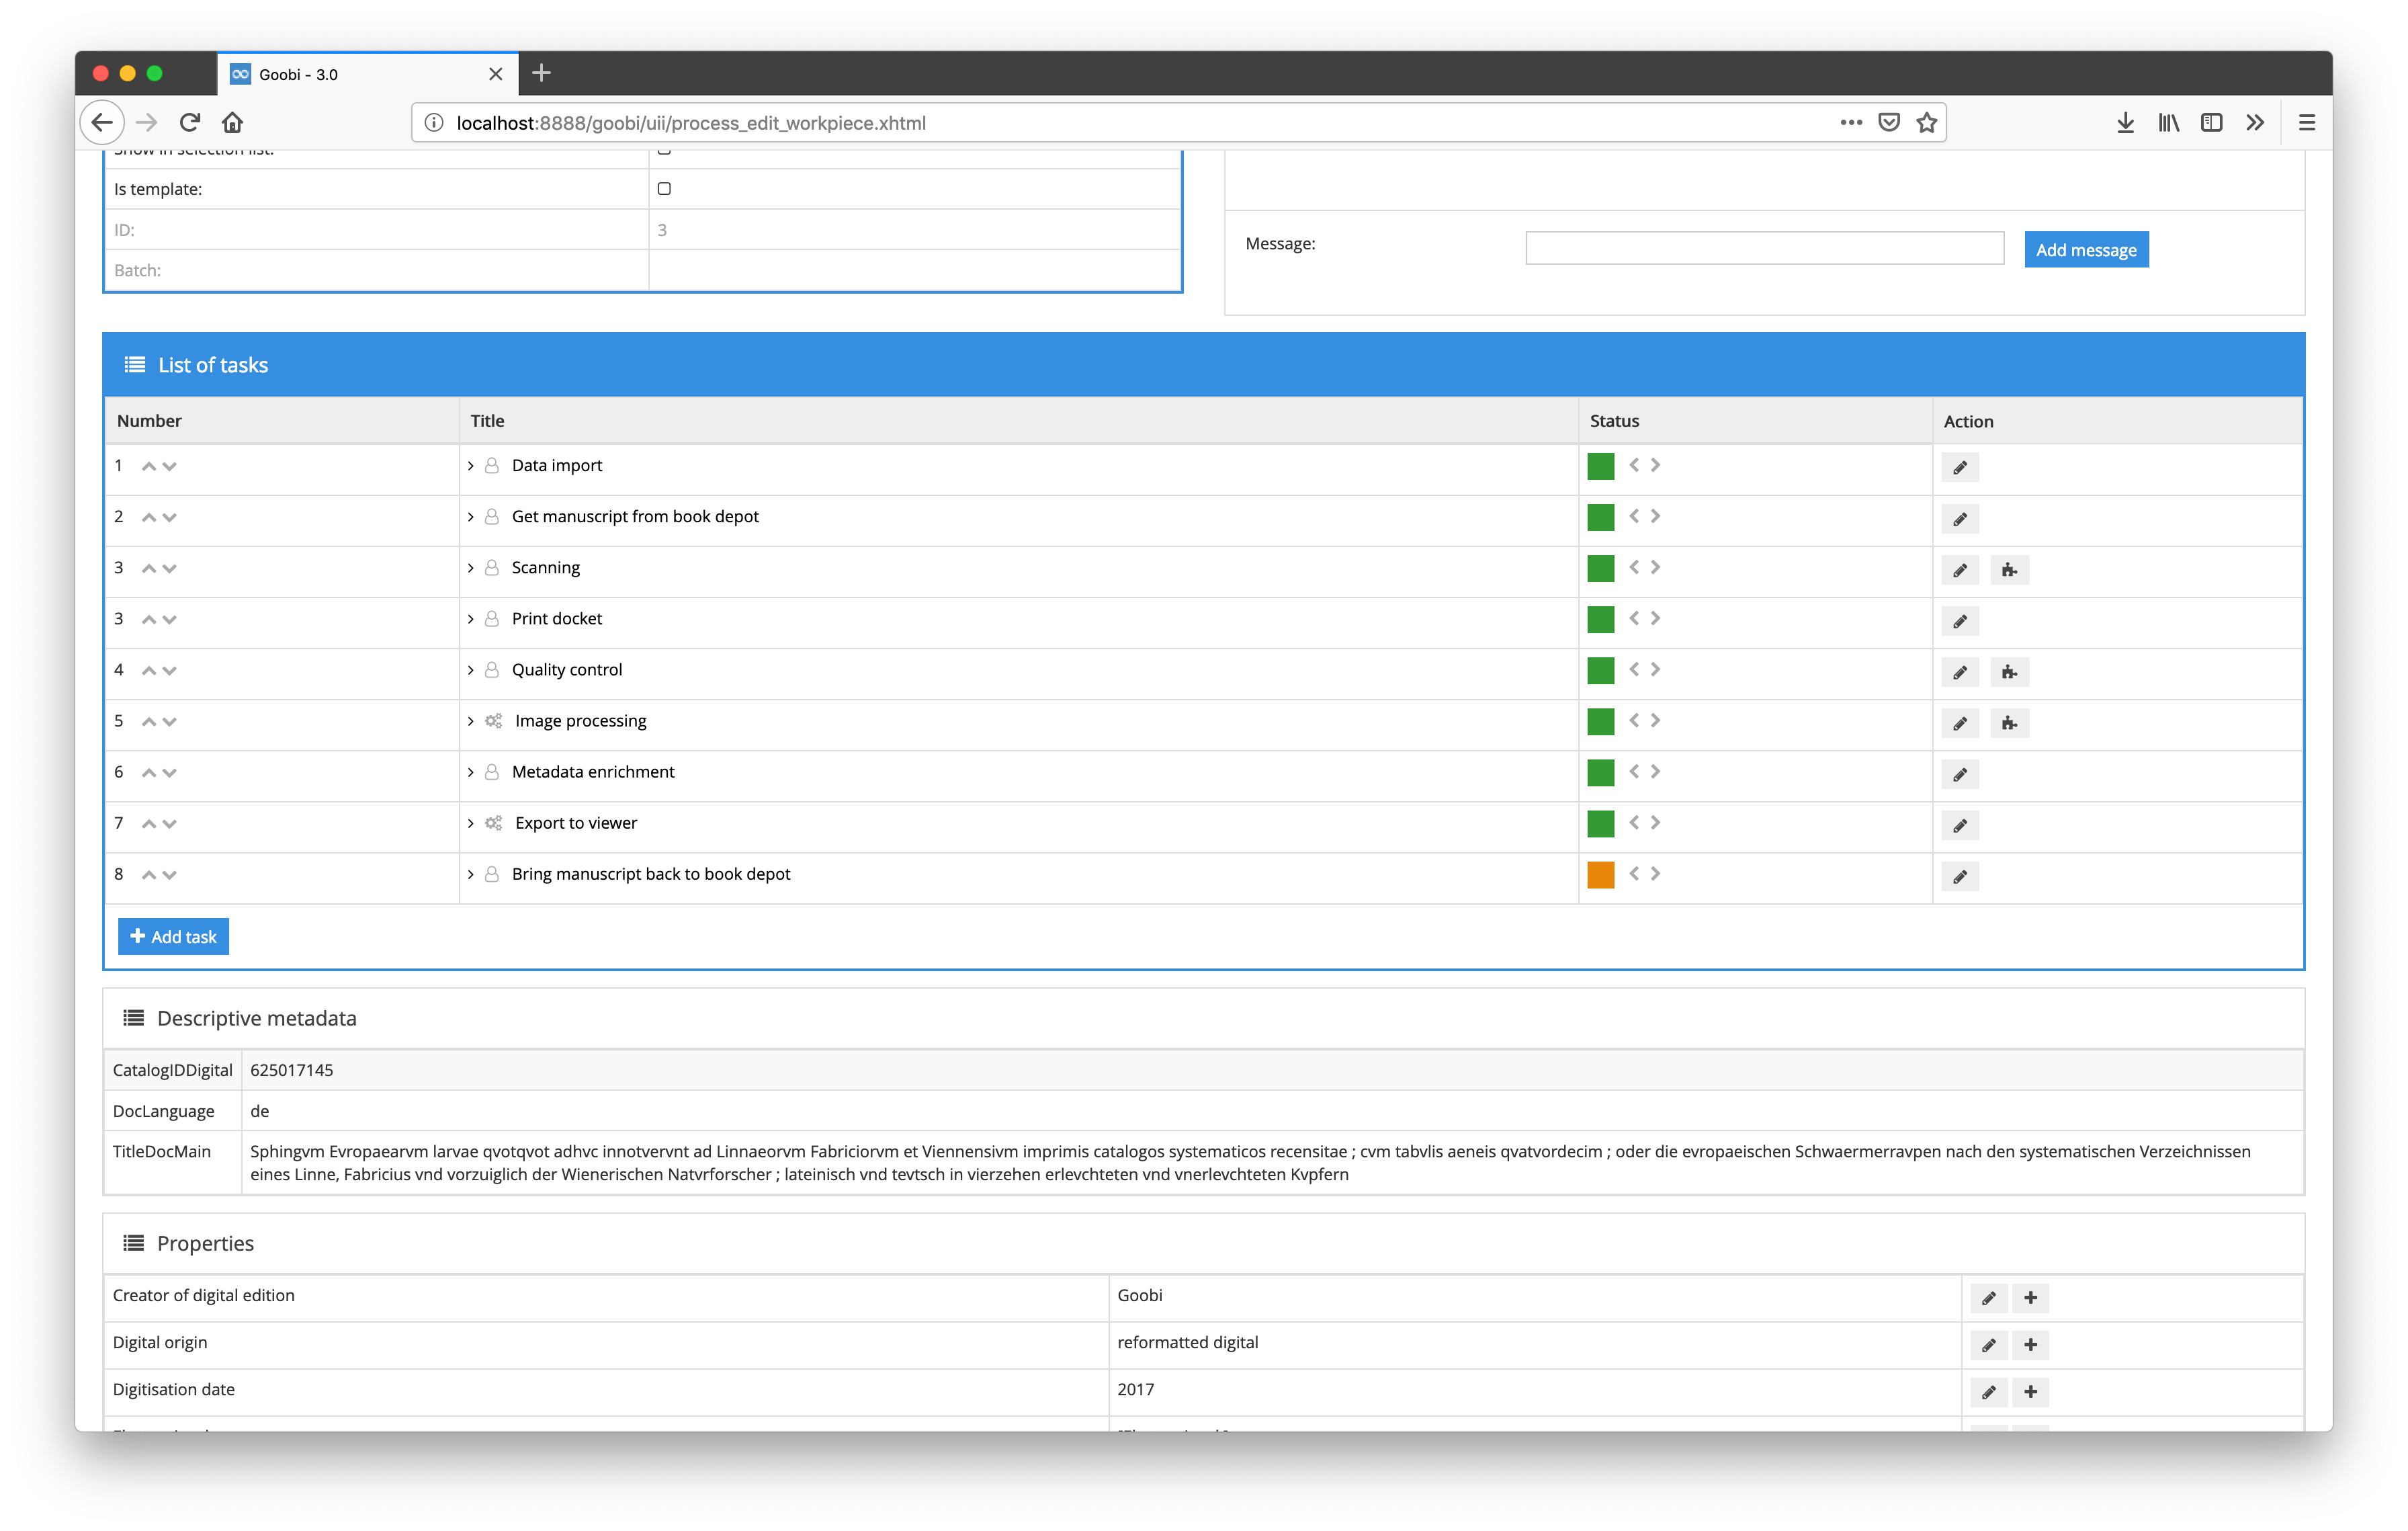 Goobi - 3.0
localhost:8888/goobi/uii/process_edit_workpiece.xhtml
Show in selection list:
Is template:
ID: 3
Batch:
Message: Add message
List of tasks
Number Title Status Action
1 Data import
2 Get manuscript from book depot
3 Scanning
3 Print docket
4 Quality control
5 Image processing
6 Metadata enrichment
7 Export to viewer
8 Bring manuscript back to book depot
Add task
Descriptive metadata
CatalogIDDigital 625017145
DocLanguage de
TitleDocMain Sphingvm Evropaearvm larvae qvotqvot adhvc innotvervnt ad Linnaeorvm Fabriciorvm et Viennensivm imprimis catalogos systematicos recensitae ; cvm tabvlis aeneis qvatvordecim ; oder die evropaeischen Schwaermerravpen nach den systematischen Verzeichnissen
eines Linne, Fabricius vnd vorzuiglich der Wienerischen Natvrforscher ; lateinisch vnd tevtsch in vierzehen erlevchteten vnd vnerlevchteten Kvpfern
Properties
Creator of digital edition Goobi
Digital origin reformatted digital
Digitisation date 2017